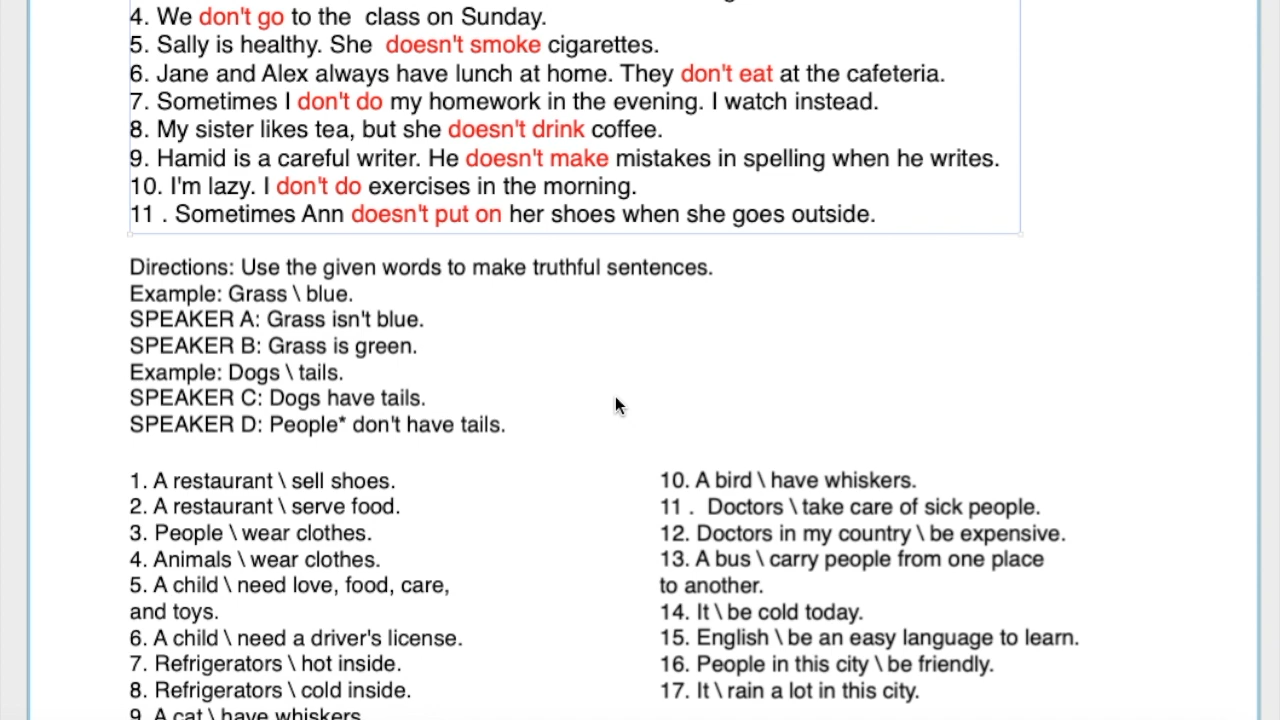 4. We don't go to the  class on Sunday.
5. Sally is healthy. She  doesn't smoke cigarettes.
6. Jane and Alex always have lunch at home. They don't eat at the cafeteria.
7. Sometimes I don't do my homework in the evening. I watch instead.
8. My sister likes tea, but she doesn't drink coffee.
9. Hamid is a careful writer. He doesn't make mistakes in spelling when he writes.
10. I'm lazy. I don't do exercises in the morning.
11 . Sometimes Ann doesn't put on her shoes when she goes outside.
Directions: Use the given words to make truthful sentences.
Example: Grass \ blue.
SPEAKER A: Grass isn't blue.
SPEAKER B: Grass is green.
Example: Dogs \ tails.
SPEAKER C: Dogs have tails.
SPEAKER D: People* don't have tails.
1. A restaurant \ sell shoes.
2. A restaurant \ serve food.
3. People \ wear clothes.
4. Animals \ wear clothes.
5. A child \ need love, food, care,
and toys.
6. A child \ need a driver's license.
7. Refrigerators \ hot inside.
8. Refrigerators \ cold inside.
9. A cat \ have whiskers
10. A bird \ have whiskers.
11 .  Doctors \ take care of sick people.
12. Doctors in my country \ be expensive.
13. A bus \ carry people from one place
to another.
14. It \ be cold today.
15. English \ be an easy language to learn.
16. People in this city \ be friendly.
17. It \ rain a lot in this city.